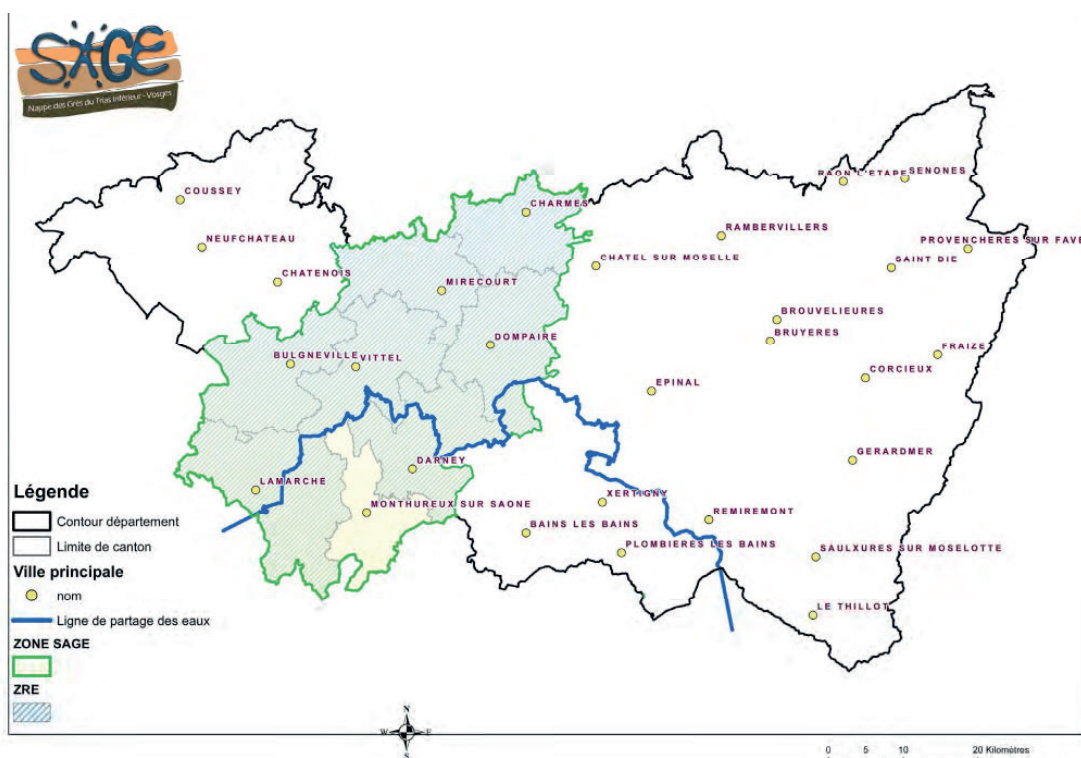 SAGE
Nappe des Grès du Trias Inférieur - Vosges
COUSSEY
NEUFCHATEAU
CHATENOIS
CHARMES
MIRECOURT
DOMPAIRE
BULGNEVILLE
VITTEL
RAON L'ETAPE
SENONES
RAMBERVILLERS
PROVENCHERES SUR FAVE
CHATEL SUR MOSELLE
SAINT DIE
BROUVELIEURES
BRUYERES
FRAIZE
CORCIEUX
EPINAL
GERARDMER
DARNEY
LAMARCHE
MONTHUREUX SUR SAONE
XERTIGNY
BAINS LES BAINS
REMIREMONT
PLOMBIERES LES BAINS
SAULXURES SUR MOSELOTTE
LE THILLOT
Légende
Contour département
Limite de canton
Ville principale
nom
Ligne de partage des eaux
ZONE SAGE
ZRE
N
W
E
S
0 5 10 20 Kilomètres